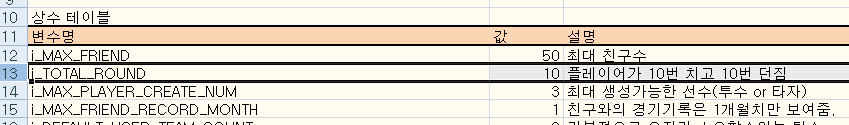 10 상수 테이블
11 변수명 값 설명
12 i_MAX_FRIEND 50 최대 친구수
13 i_TOTAL_ROUND 10 플레이어가 10번 치고 10번 던짐
14 i_MAX_PLAYER_CREATE_NUM 3 최대 생성가능한 선수(투수 or 타자)
15 i_MAX_FRIEND_RECORD_MONTH 1 친구와의 경기기록은 1개월치만 보여줌.